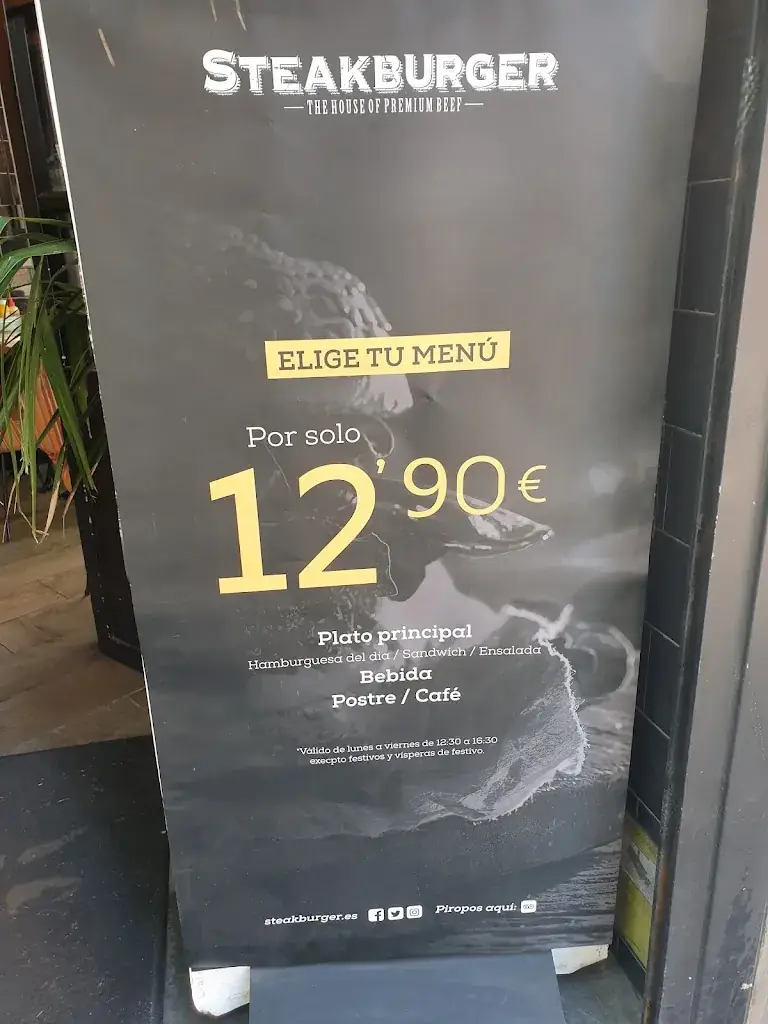 STEAKBURGER
THE HOUSE OF PREMIUM BEEF
ELIGE TU MENÚ
Por solo
12'90€
Plato principal
Hamburguesa del día / Sandwich / Ensalada
Bebida
Postre / Café
*Válido de lunes a viernes de 12:30 a 16:30
execpto festivos y vísperas de festivo.
steakburger.es Piropos aquí: